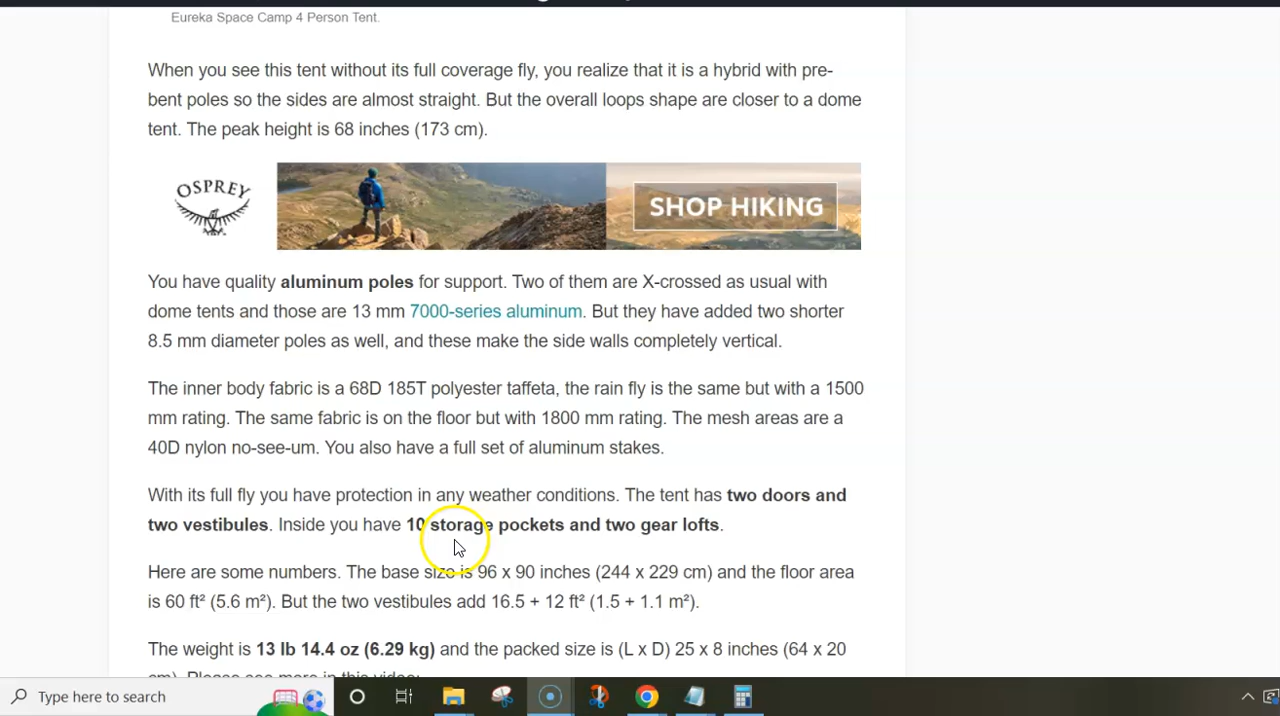 Eureka Space Camp 4 Person Tent.
When you see this tent without its full coverage fly, you realize that it is a hybrid with pre-
bent poles so the sides are almost straight. But the overall loops shape are closer to a dome
tent. The peak height is 68 inches (173 cm).
OSPREY
SHOP HIKING
You have quality aluminum poles for support. Two of them are X-crossed as usual with
dome tents and those are 13 mm 7000-series aluminum. But they have added two shorter
8.5 mm diameter poles as well, and these make the side walls completely vertical.
The inner body fabric is a 68D 185T polyester taffeta, the rain fly is the same but with a 1500
mm rating. The same fabric is on the floor but with 1800 mm rating. The mesh areas are a
40D nylon no-see-um. You also have a full set of aluminum stakes.
With its full fly you have protection in any weather conditions. The tent has two doors and
two vestibules. Inside you have 10 storage pockets and two gear lofts.
Here are some numbers. The base size is 96 x 90 inches (244 x 229 cm) and the floor area
is 60 ft² (5.6 m²). But the two vestibules add 16.5 + 12 ft² (1.5 + 1.1 m²).
The weight is 13 lb 14.4 oz (6.29 kg) and the packed size is (L x D) 25 x 8 inches (64 x 20
cm). Please see more in this video:
Type here to search